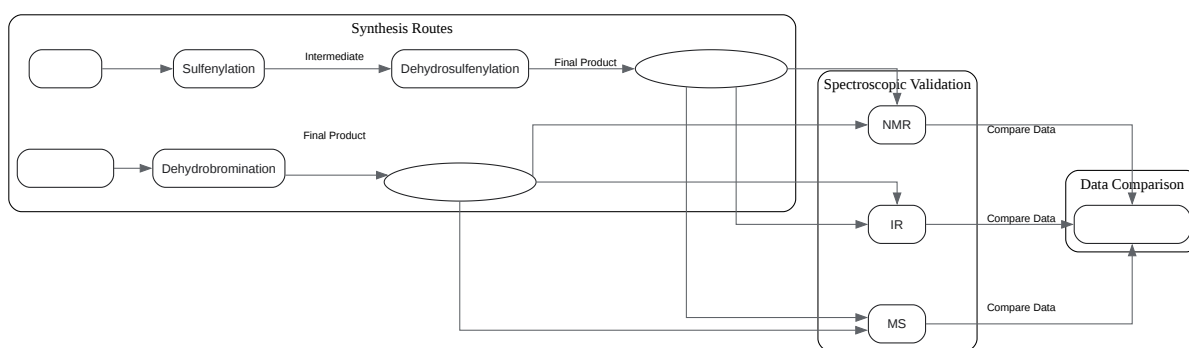 Synthesis Routes
Sulfenylation
Intermediate
Dehydrosulfenylation
Final Product
Dehydrobromination
Final Product
Spectroscopic Validation
NMR
Compare Data
IR
Compare Data
MS
Compare Data
Data Comparison